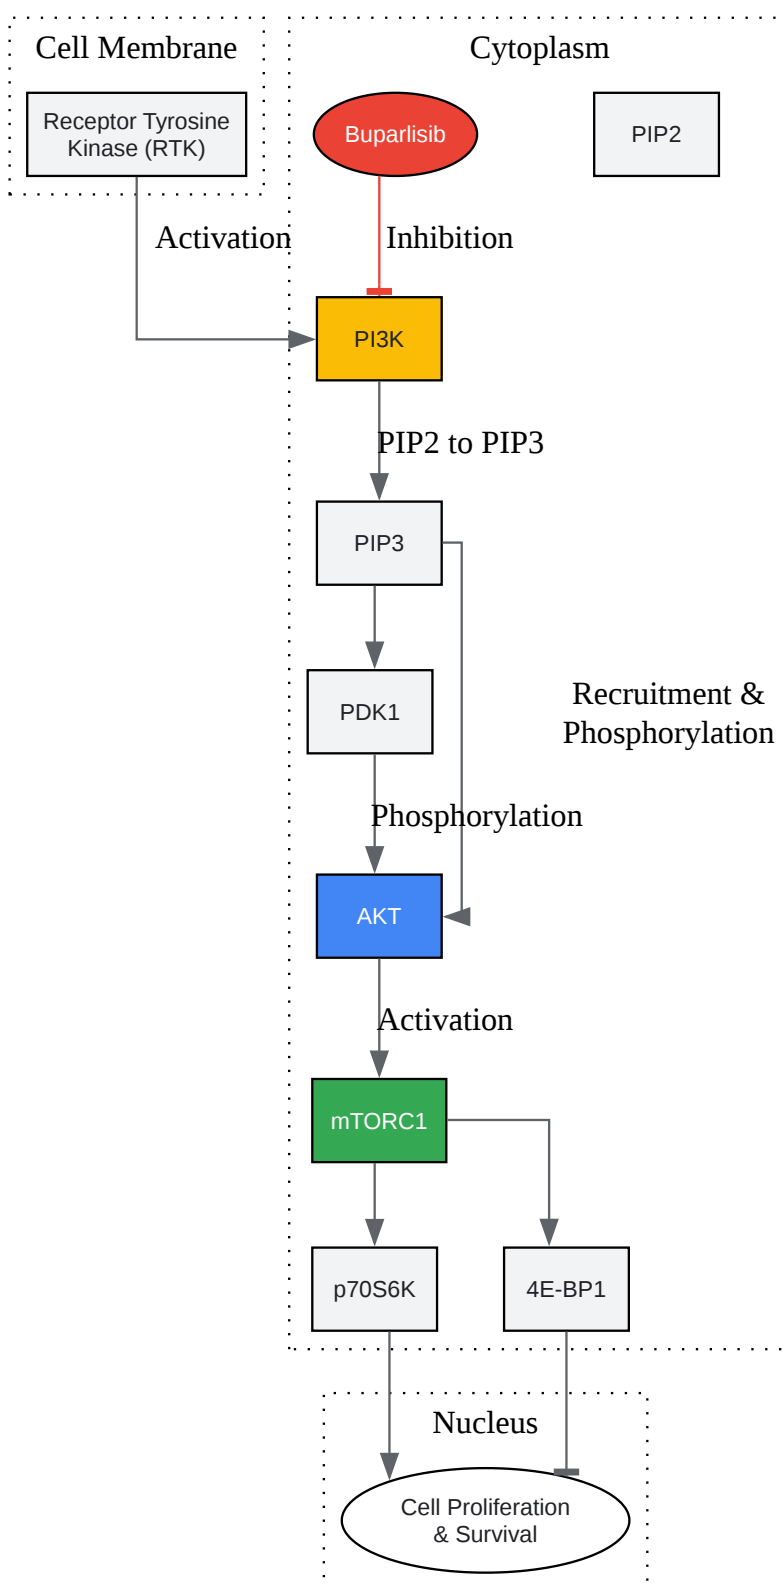 Cell Membrane
Cytoplasm
Receptor Tyrosine
Kinase (RTK)
Buparlisib
PIP2
Activation
Inhibition
PI3K
PIP2 to PIP3
PIP3
PDK1
Recruitment &
Phosphorylation
Phosphorylation
AKT
Activation
mTORC1
p70S6K
4E-BP1
Nucleus
Cell Proliferation
& Survival